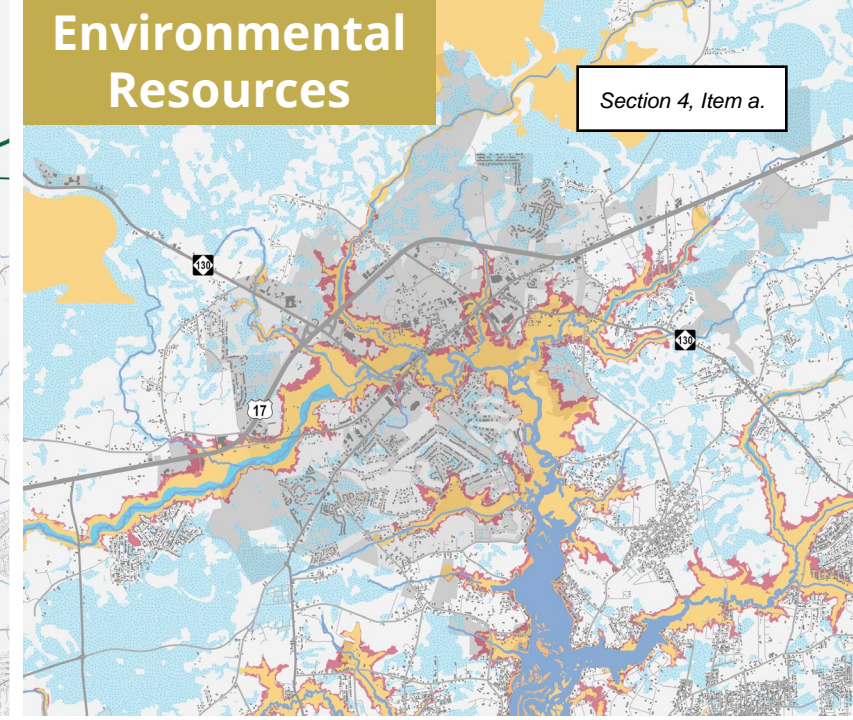 Environmental
Resources
Section 4, Item a.
130
130
17